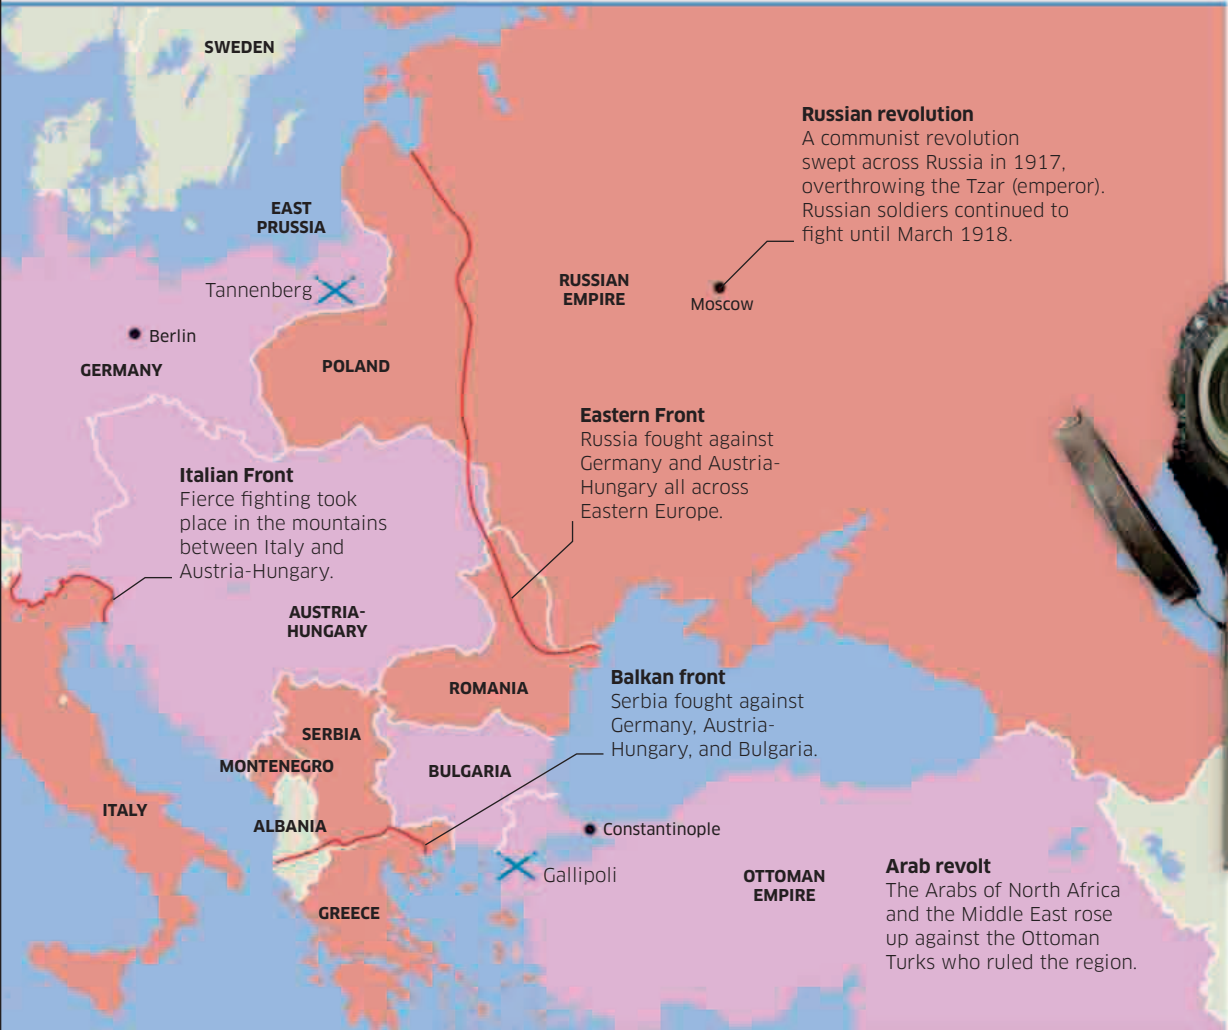 SWEDEN
Russian revolution
A communist revolution
swept across Russia in 1917,
overthrowing the Tzar (emperor).
Russian soldiers continued to
fight until March 1918.
EAST
PRUSSIA
RUSSIAN
EMPIRE
Moscow
Tannenberg
Berlin
GERMANY
POLAND
Eastern Front
Russia fought against
Germany and Austria-
Hungary all across
Eastern Europe.
Italian Front
Fierce fighting took
place in the mountains
between Italy and
Austria-Hungary.
AUSTRIA-
HUNGARY
ROMANIA
Balkan front
Serbia fought against
Germany, Austria-
Hungary, and Bulgaria.
SERBIA
MONTENEGRO
BULGARIA
ITALY
ALBANIA
Constantinople
Gallipoli
GREECE
OTTOMAN
EMPIRE
Arab revolt
The Arabs of North Africa
and the Middle East rose
up against the Ottoman
Turks who ruled the region.